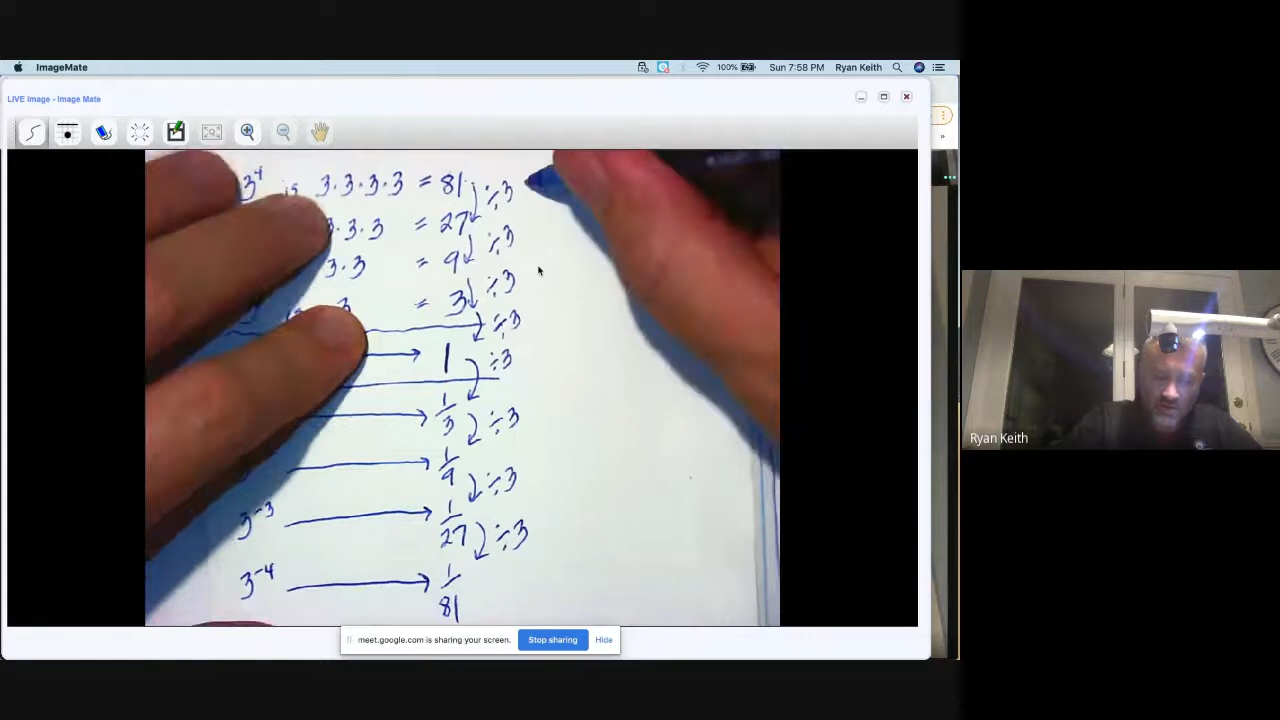 ImageMate
100%
Sun 7:58 PM
Ryan Keith
LIVE Image - Image Mate
3⁴ is 3·3·3·3 = 81 ÷3
·3·3 = 27 ÷3
3·3 = 9 ÷3
3 = 3 ÷3
→ 1 ÷3
→ 1/3 ÷3
→ 1/9 ÷3
3⁻³ → 1/27 ÷3
3⁻⁴ → 1/81
Ryan Keith
meet.google.com is sharing your screen.
Stop sharing
Hide